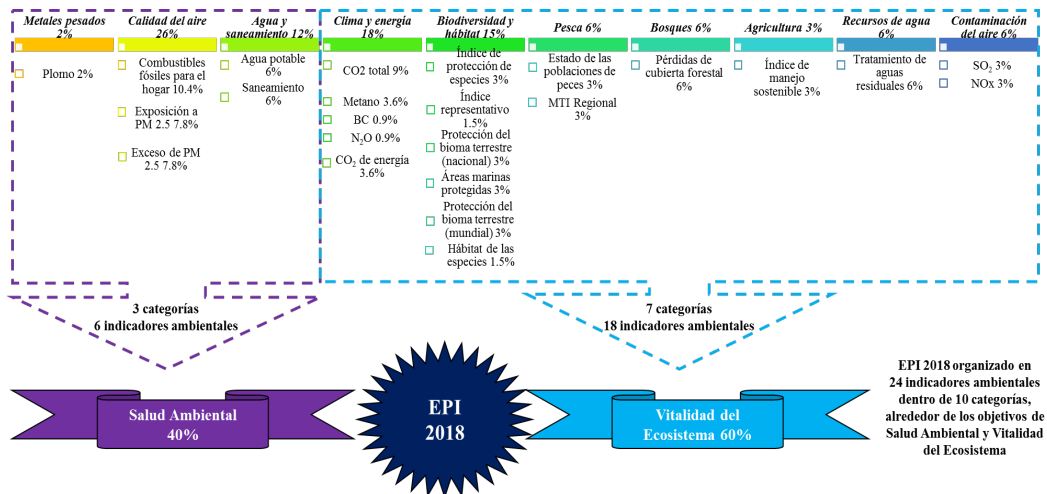 Metales pesados
2%
Plomo 2%
Calidad del aire
26%
Combustibles
fósiles para el
hogar 10.4%
Exposición a
PM 2.5 7.8%
Exceso de PM
2.5 7.8%
Agua y
saneamiento 12%
Agua potable
6%
Saneamiento
6%
Clima y energía
18%
CO2 total 9%
Metano 3.6%
BC 0.9%
N₂O 0.9%
CO₂ de energía
3.6%
Biodiversidad y
hábitat 15%
Índice de
protección de
especies 3%
Índice
representativo
1.5%
Protección del
bioma terrestre
(nacional) 3%
Áreas marinas
protegidas 3%
Protección del
bioma terrestre
(mundial) 3%
Hábitat de las
especies 1.5%
Pesca 6%
Estado de las
poblaciones de
peces 3%
MTI Regional
3%
Bosques 6%
Pérdidas de
cubierta forestal
6%
Agricultura 3%
Índice de
manejo
sostenible 3%
Recursos de agua
6%
Tratamiento de
aguas
residuales 6%
Contaminación
del aire 6%
SO₂ 3%
NOx 3%
3 categorías
6 indicadores ambientales
7 categorías
18 indicadores ambientales
Salud Ambiental
40%
EPI
2018
Vitalidad del
Ecosistema 60%
EPI 2018 organizado en
24 indicadores ambientales
dentro de 10 categorías,
alrededor de los objetivos de
Salud Ambiental y Vitalidad
del Ecosistema